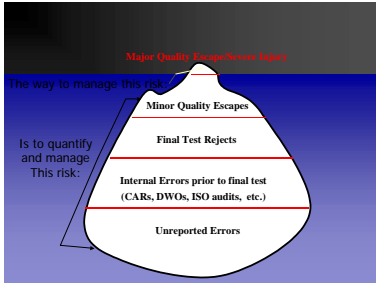 Major Quality Escape/Severe Injury
The way to manage this risk:
Minor Quality Escapes
Final Test Rejects
Is to quantify
and manage
This risk:
Internal Errors prior to final test
(CARs, DWOs, ISO audits, etc.)
Unreported Errors